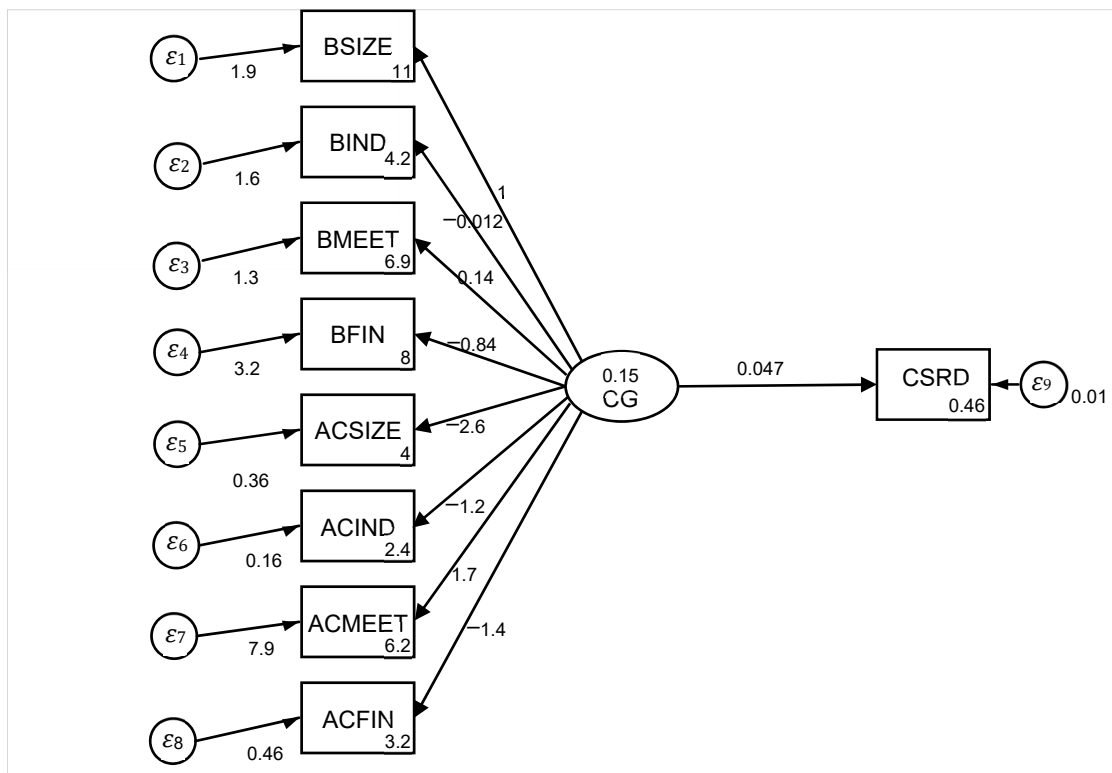 ε1
1.9
BSIZE
11
ε2
1.6
BIND
4.2
ε3
1.3
BMEET
6.9
ε4
3.2
BFIN
8
ε5
0.36
ACSIZE
4
ε6
0.16
ACIND
2.4
ε7
7.9
ACMEET
6.2
ε8
0.46
ACFIN
3.2
1
−0.012
0.14
−0.84
−2.6
−1.2
1.7
−1.4
0.15
CG
0.047
CSRD
0.46
ε9
0.01